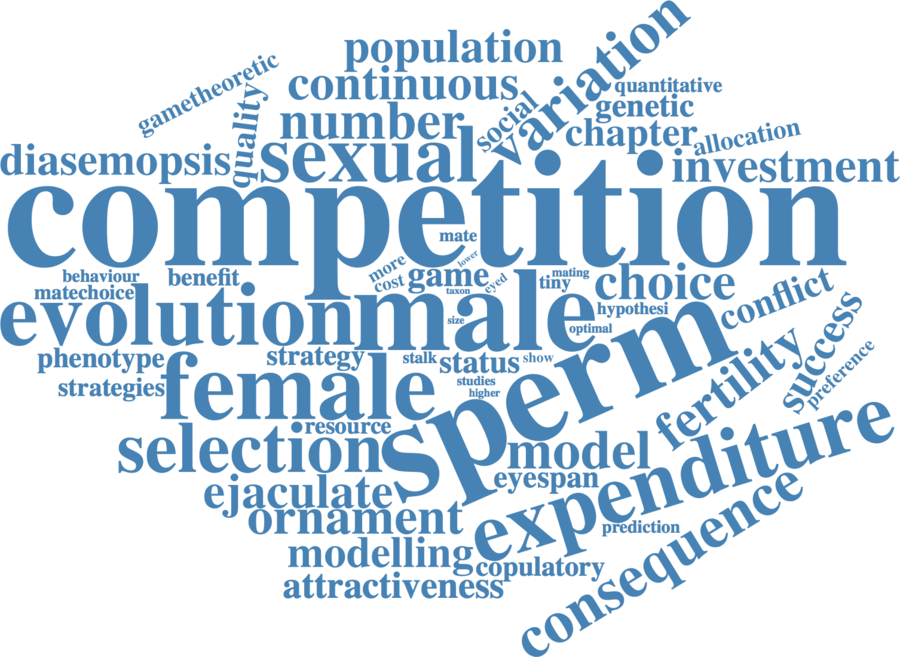 population
variation
gametheoretic
continuous
quantitative
quality
genetic
number
social
chapter
allocation
diasemopsis
sexual
investment
competition
mate
behaviour
benefit
more
lower
matechoice
cost
game
eyed
mating
tiny
choice
taxon
conflict
evolution
male
size
hypothesi
optimal
success
phenotype
strategy
stalk
status
show
preference
strategies
female
studies
higher
sperm
fertility
resource
selection
model
eyespan
expenditure
ejaculate
ornament
prediction
consequence
modelling
copulatory
attractiveness